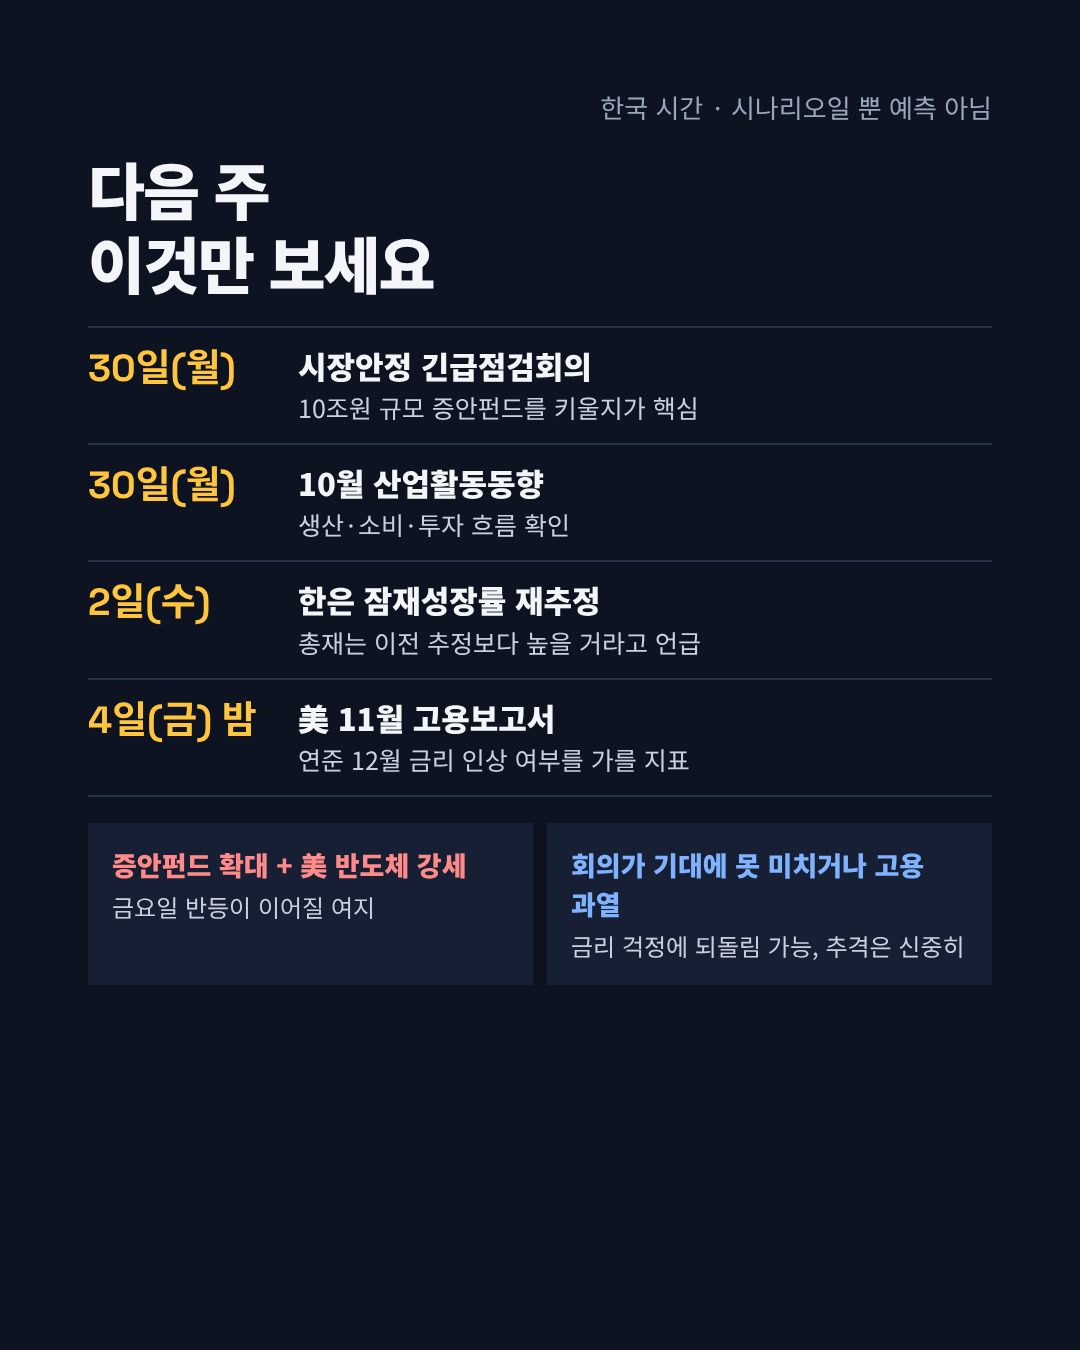 한국 시간 · 시나리오일 뿐 예측 아님
다음 주
이것만 보세요
30일(월)
시장안정 긴급점검회의
10조원 규모 증안펀드를 키울지가 핵심
30일(월)
10월 산업활동동향
생산·소비·투자 흐름 확인
2일(수)
한은 잠재성장률 재추정
총재는 이전 추정보다 높을 거라고 언급
4일(금) 밤
美 11월 고용보고서
연준 12월 금리 인상 여부를 가를 지표
증안펀드 확대 + 美 반도체 강세
금요일 반등이 이어질 여지
회의가 기대에 못 미치거나 고용
과열
금리 걱정에 되돌림 가능, 추격은 신중히